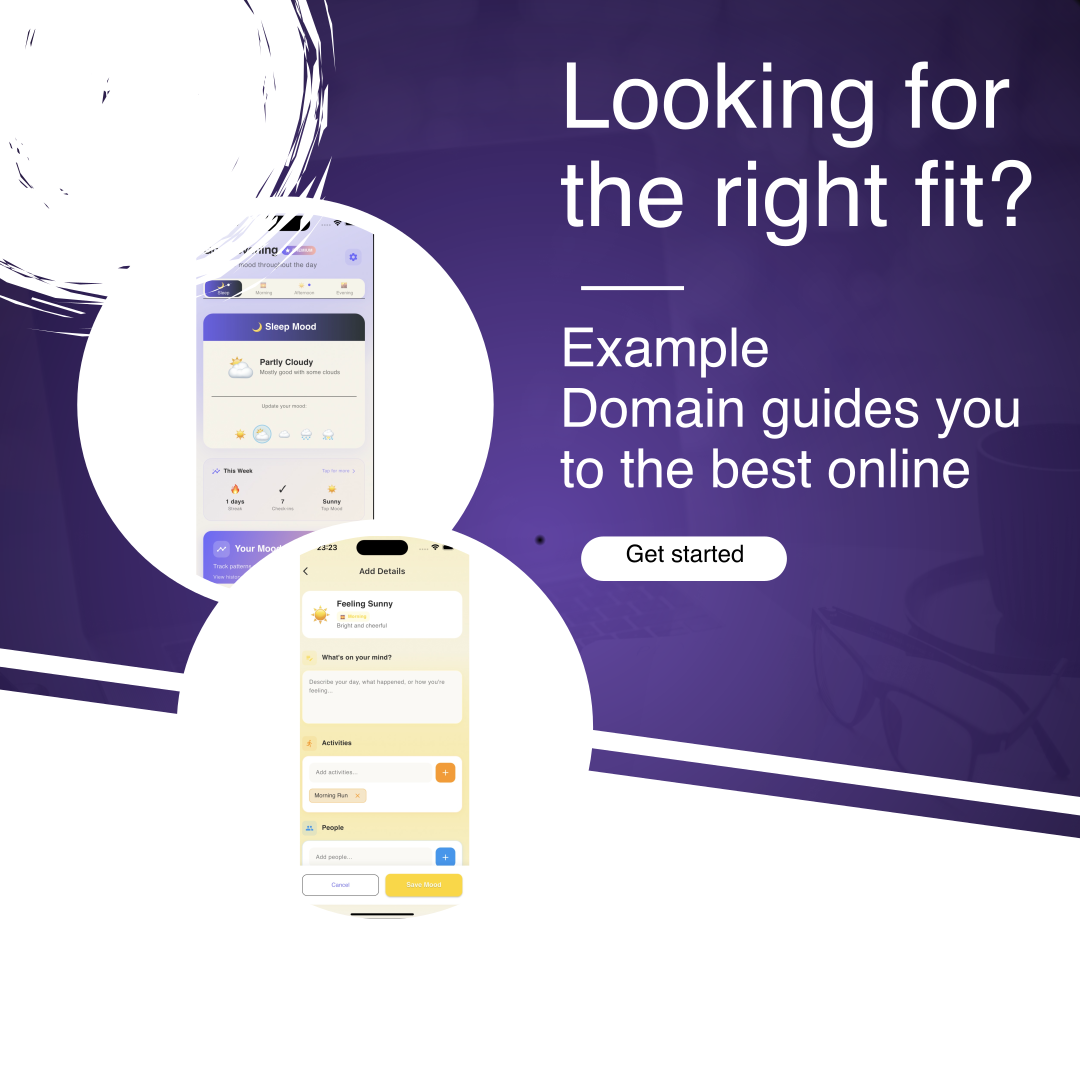 Looking for
the right fit?
Example
Domain guides you
to the best online
Get started
mood throughout the day
Sleep
Morning
Afternoon
Evening
🌙 Sleep Mood
Partly Cloudy
Mostly good with some clouds
Update your mood
This Week
Tap for more >
1 days
Streak
7
Check-ins
Sunny
Top Mood
Your Mood
Track patterns
View
23:23
Add Details
Feeling Sunny
Morning
Bright and cheerful
What's on your mind?
Describe your day, what happened, or how you're
feeling...
Activities
Add activities...
+
Morning Run ×
People
Add people...
+
Cancel
Save Mood